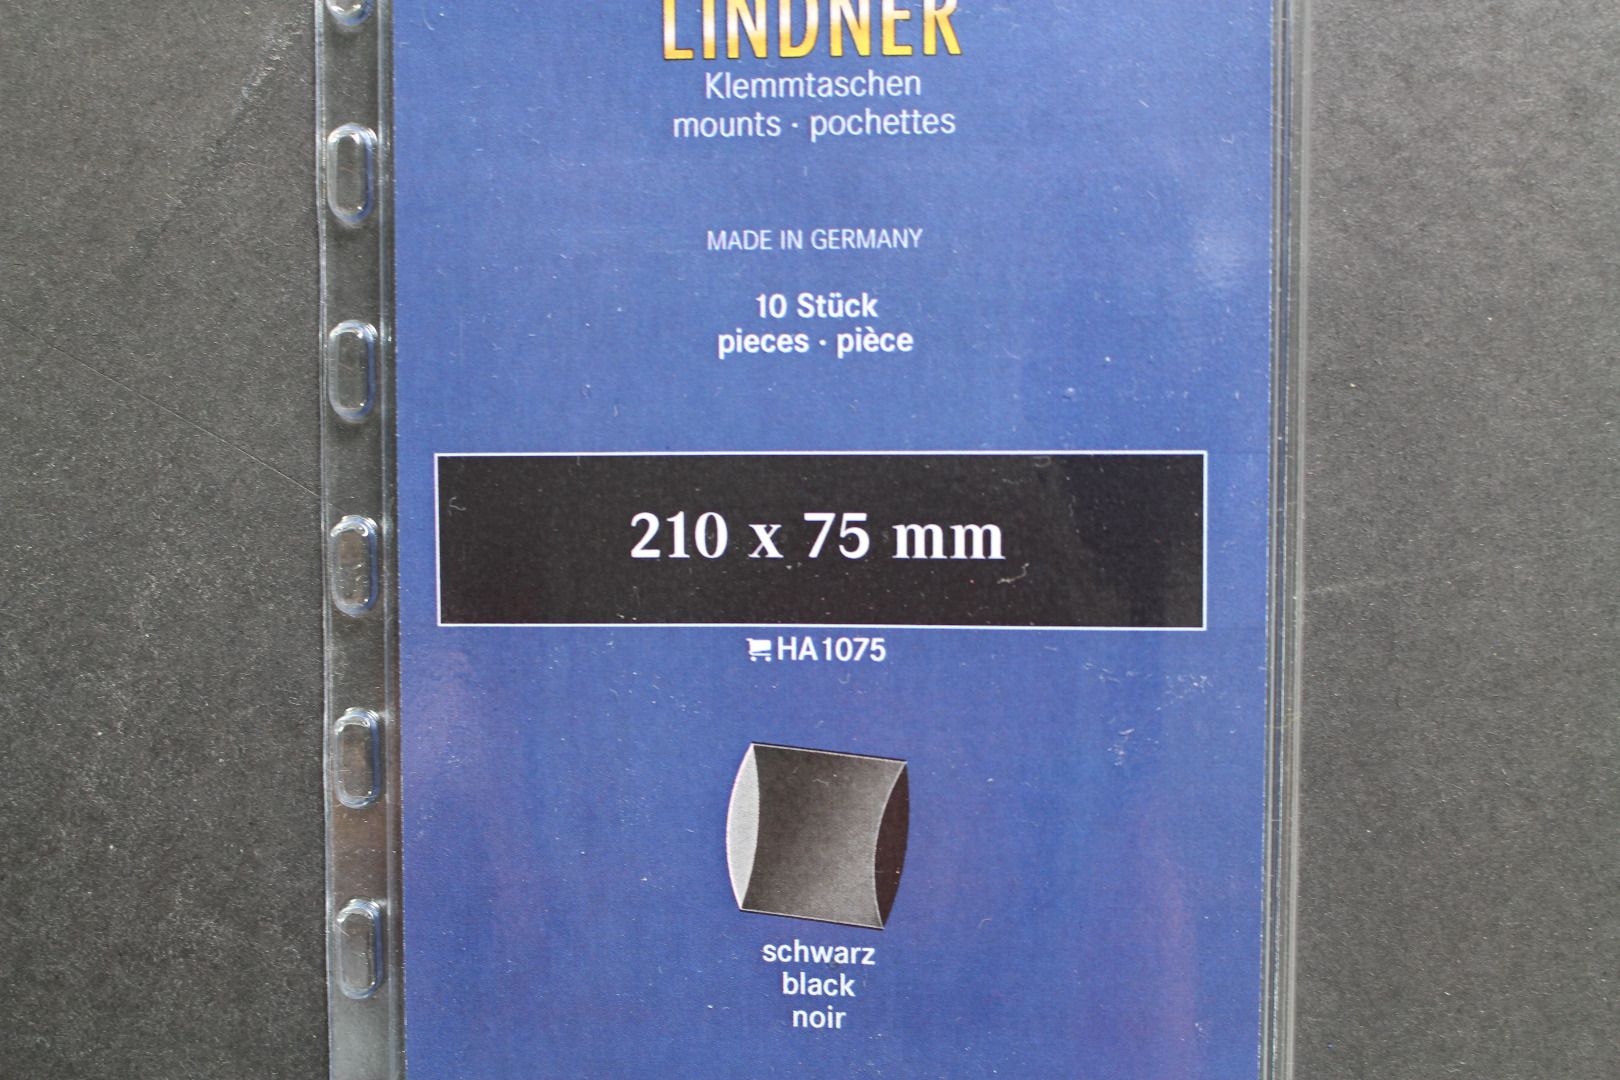 LINDNER
Klemmtaschen
mounts · pochettes
MADE IN GERMANY
10 Stück
pieces · pièce
210 x 75 mm
HA1075
schwarz
black
noir